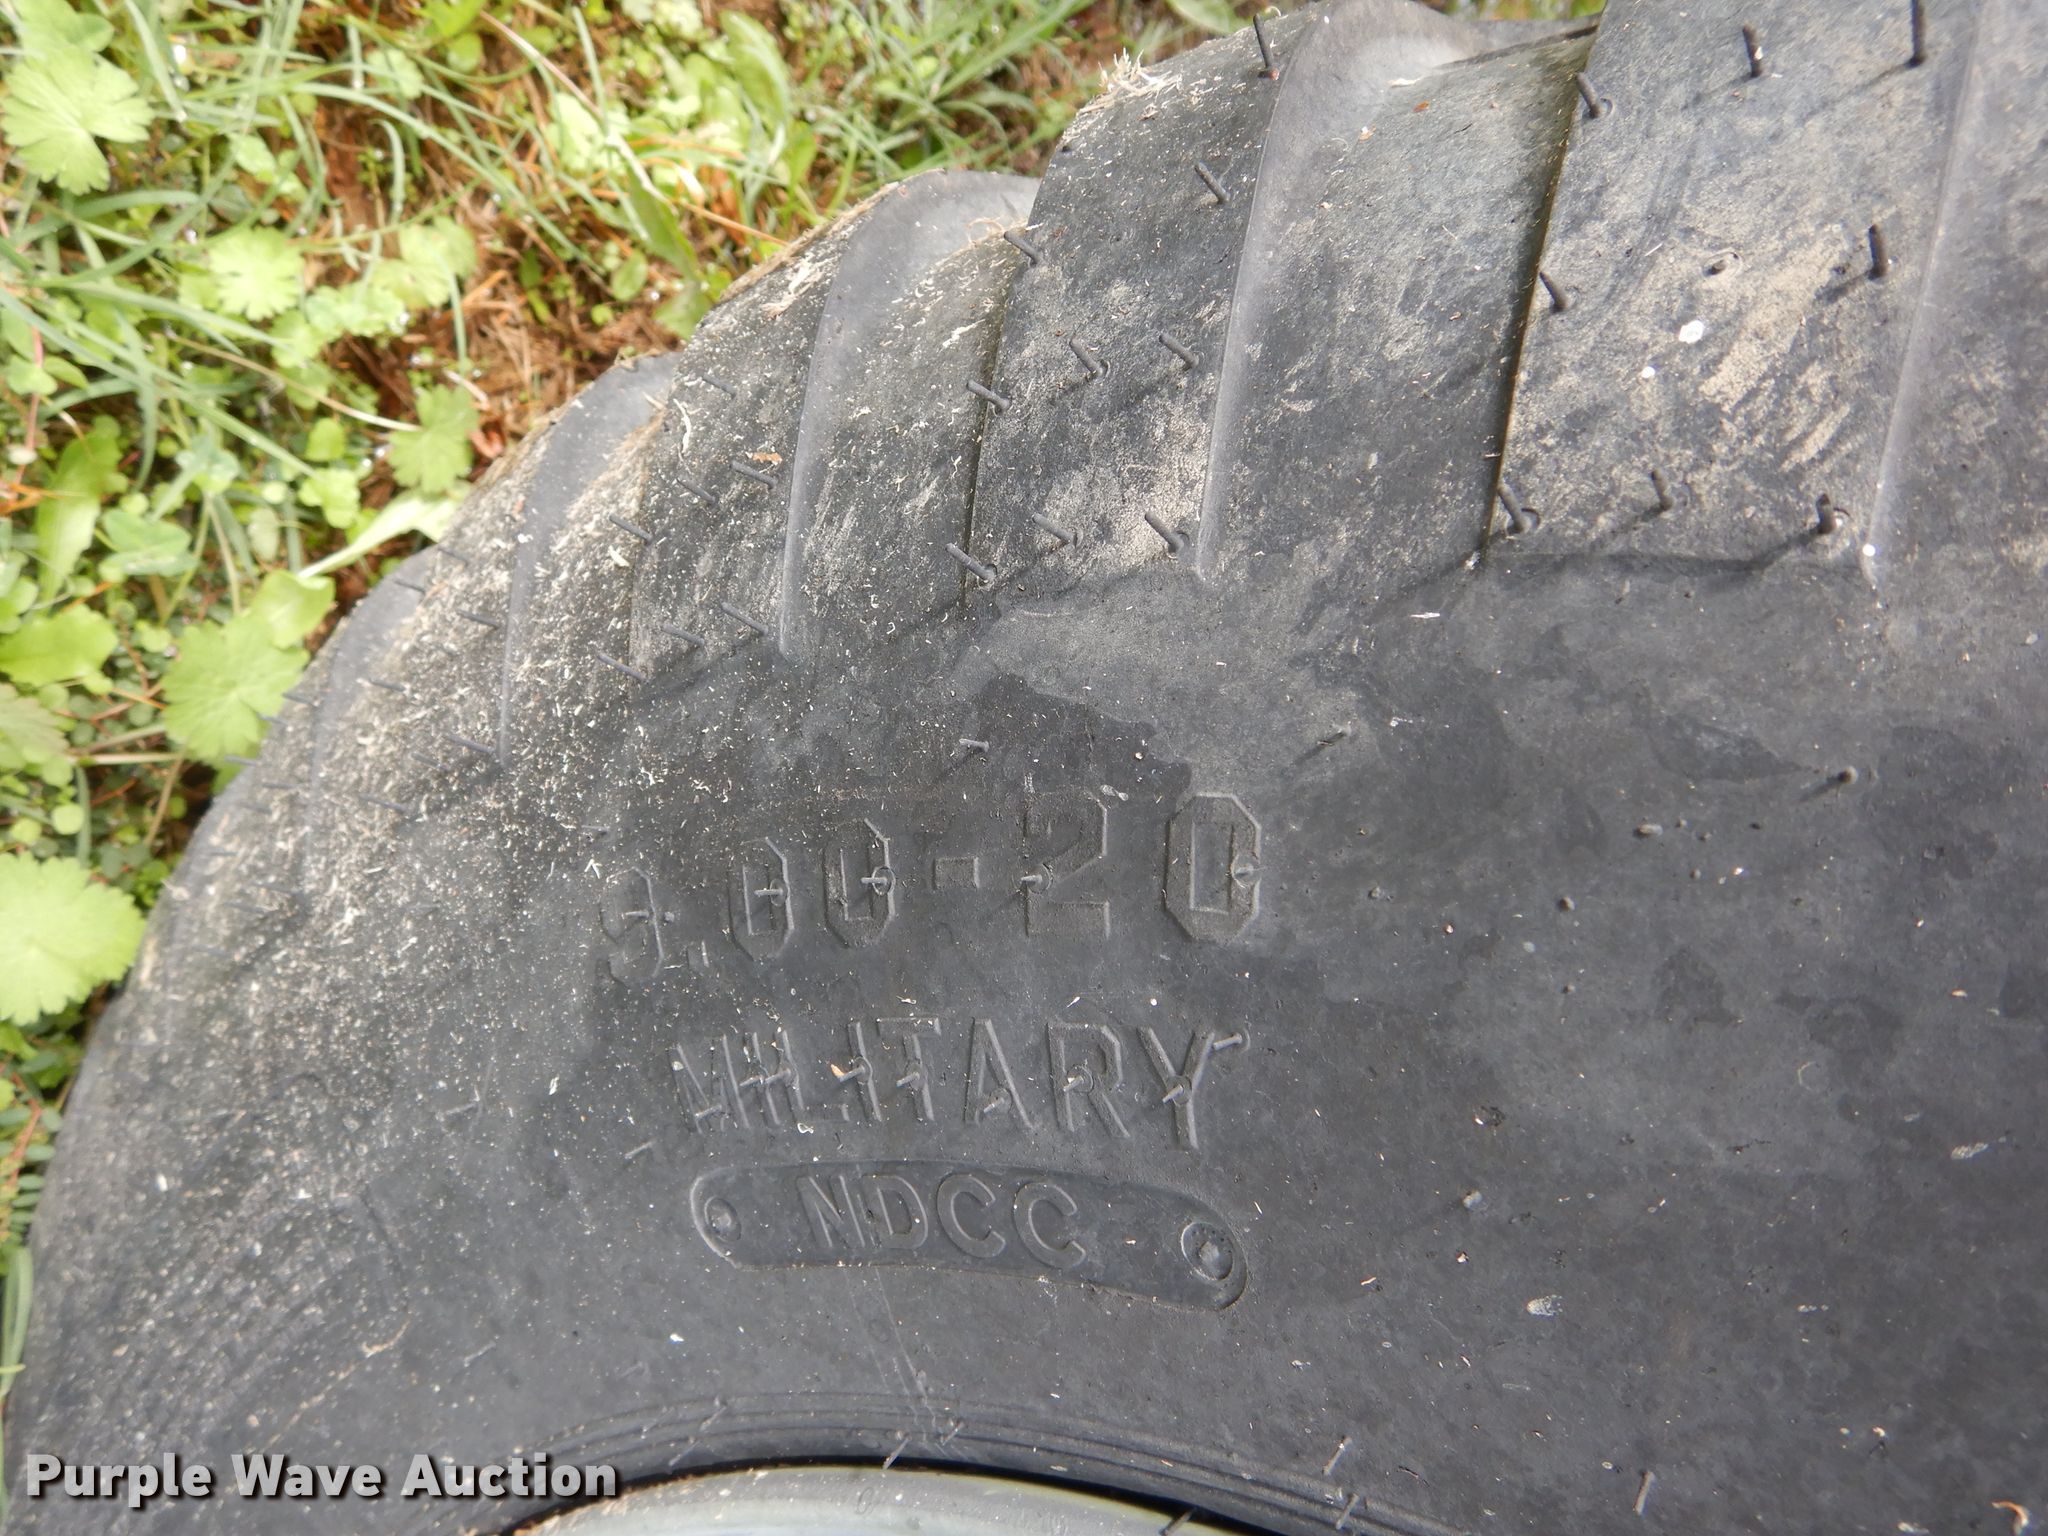 9.00-20
MILITARY
NDCC
Purple Wave Auction